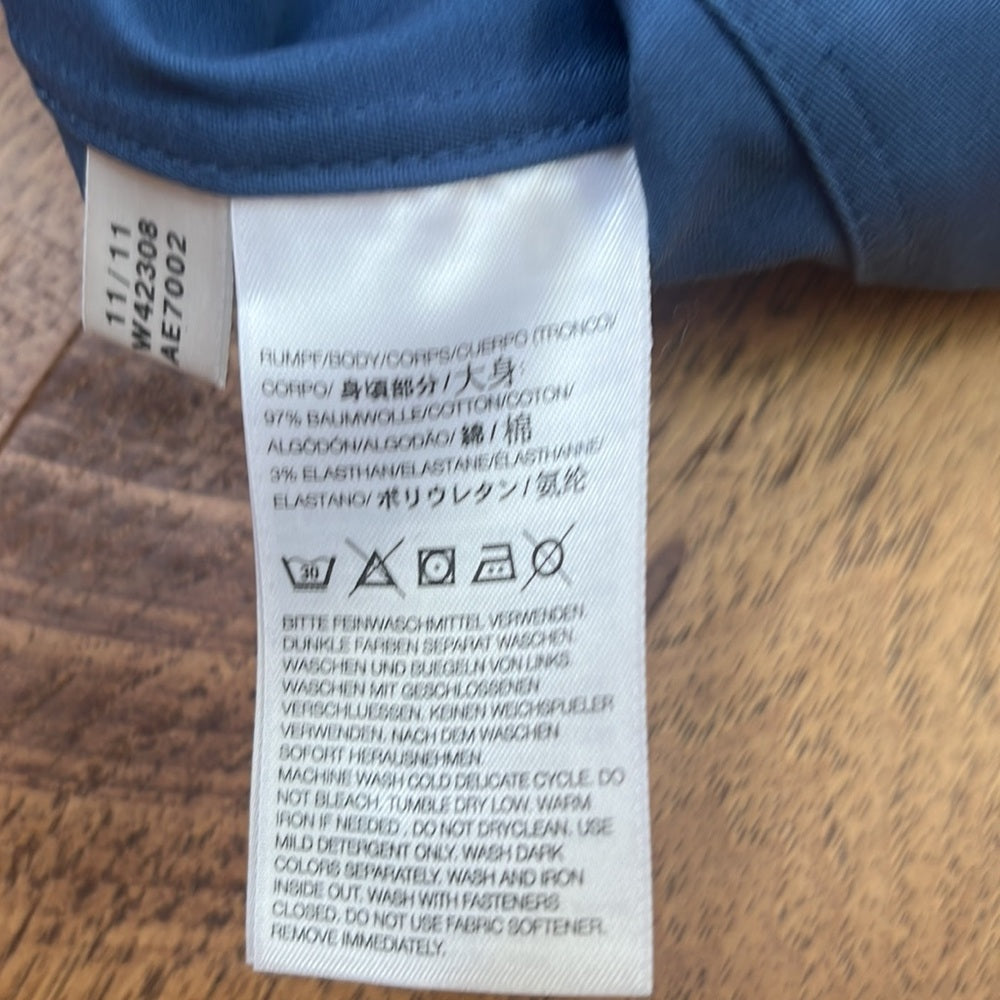 11/11
W42308
AE7002
RUMPF/BODY/CORPS/CUERPO (TRONCO)/
CORPO/ 身頃部分/大身:
97% BAUMWOLLE/COTTON/COTON/
ALGODÓN/ALGODÃO/ 綿/棉
3% ELASTHAN/ELASTANE/ÉLASTHANNE/
ELASTANO/ ポリウレタン/氨纶
30
BITTE FEINWASCHMITTEL VERWENDEN.
DUNKLE FARBEN SEPARAT WASCHEN.
WASCHEN UND BUEGELN VON LINKS.
WASCHEN MIT GESCHLOSSENEN
VERSCHLUESSEN. KEINEN WEICHSPUELER
VERWENDEN. NACH DEM WASCHEN
SOFORT HERAUSNEHMEN.
MACHINE WASH COLD DELICATE CYCLE. DO
NOT BLEACH. TUMBLE DRY LOW. WARM
IRON IF NEEDED . DO NOT DRYCLEAN. USE
MILD DETERGENT ONLY. WASH DARK
COLORS SEPARATELY. WASH AND IRON
INSIDE OUT. WASH WITH FASTENERS
CLOSED. DO NOT USE FABRIC SOFTENER.
REMOVE IMMEDIATELY.